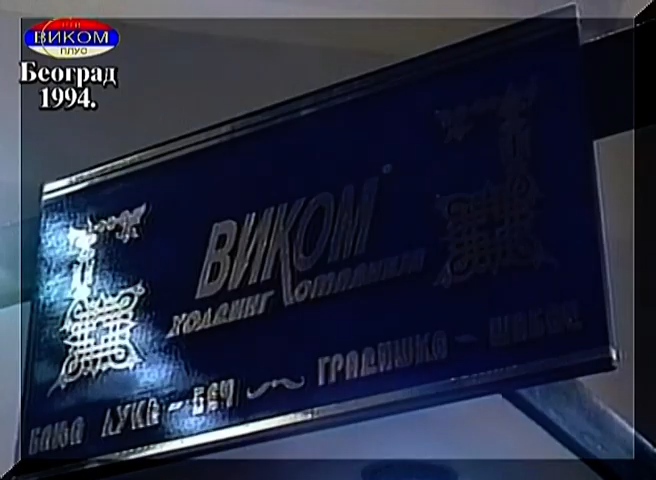 ВИКОМ
ПЛУС
Београд
1994.
ВИКОМ
ХОЛДИНГ КОМПАНИЈА
БАЊА ЛУКА - БЕЧ ~ ГРАДИШКА - ШАБАЦ